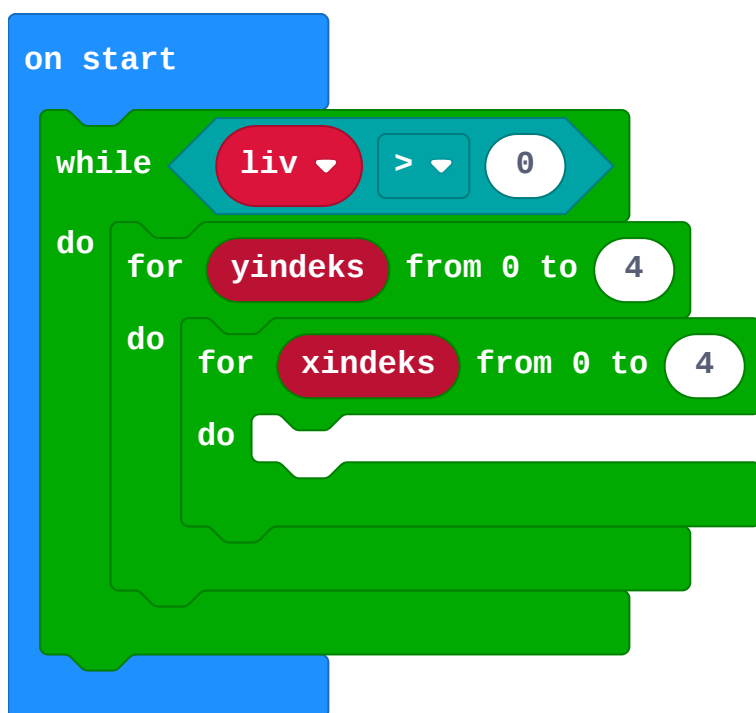 on start
while liv > 0
do
for yindeks from 0 to 4
do
for xindeks from 0 to 4
do